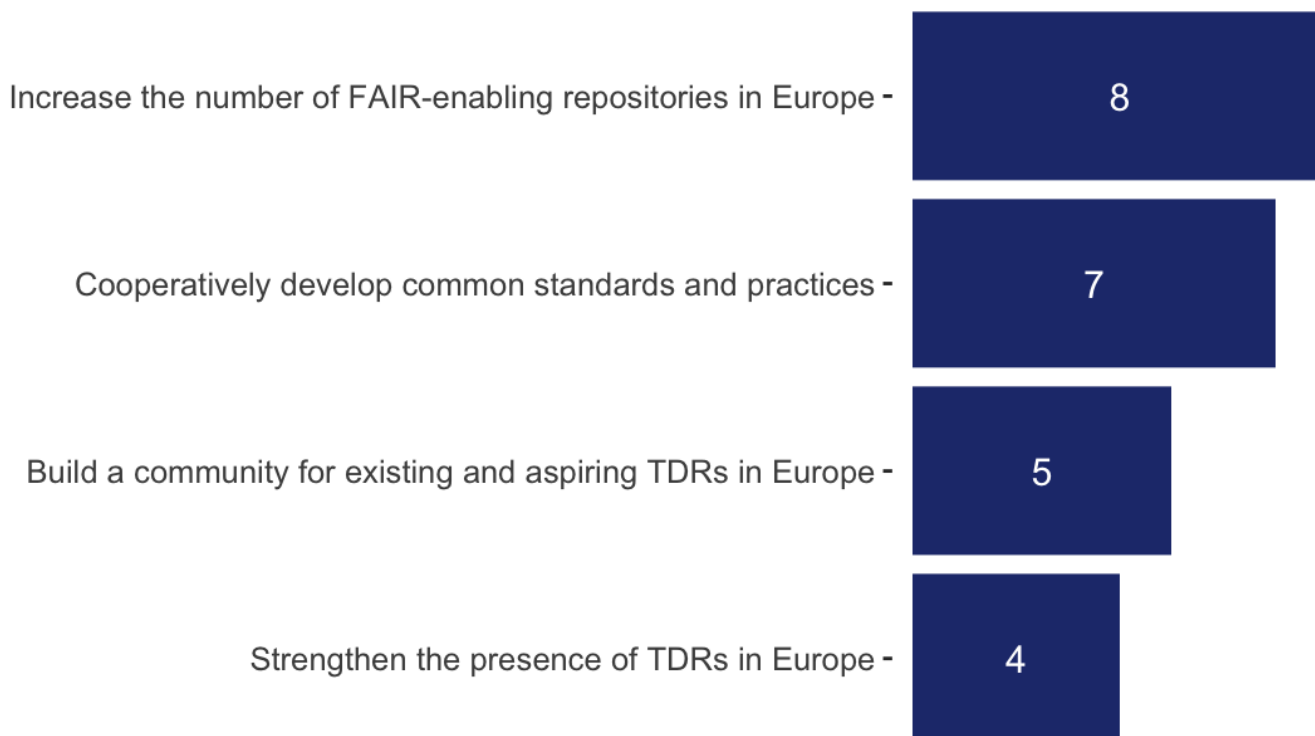 Increase the number of FAIR-enabling repositories in Europe - 8
Cooperatively develop common standards and practices - 7
Build a community for existing and aspiring TDRs in Europe - 5
Strengthen the presence of TDRs in Europe - 4